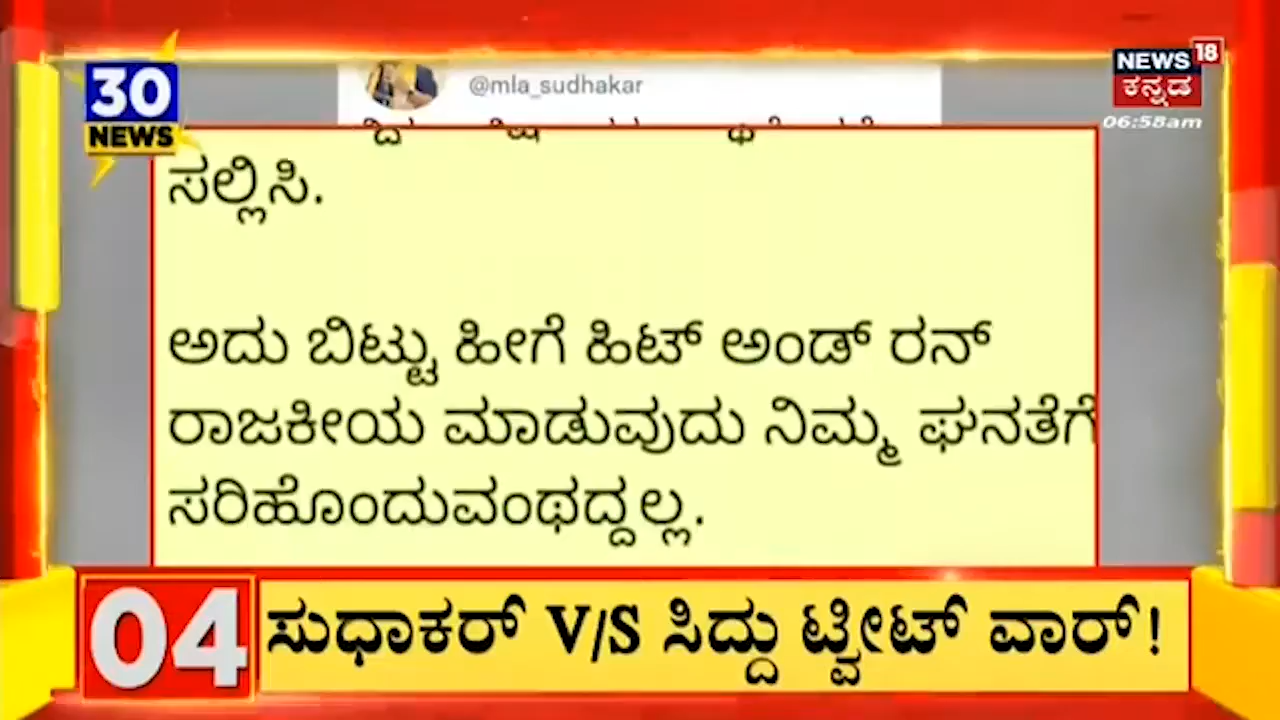 30
NEWS
@mla_sudhakar
NEWS 18
ಕನ್ನಡ
06:58am
ಸಲ್ಲಿಸಿ.
ಅದು ಬಿಟ್ಟು ಹೀಗೆ ಹಿಟ್ ಅಂಡ್ ರನ್
ರಾಜಕೀಯ ಮಾಡುವುದು ನಿಮ್ಮ ಘನತೆಗೆ
ಸರಿಹೊಂದುವಂಥದ್ದಲ್ಲ.
04 ಸುಧಾಕರ್ V/S ಸಿದ್ದು ಟ್ವೀಟ್ ವಾರ್!